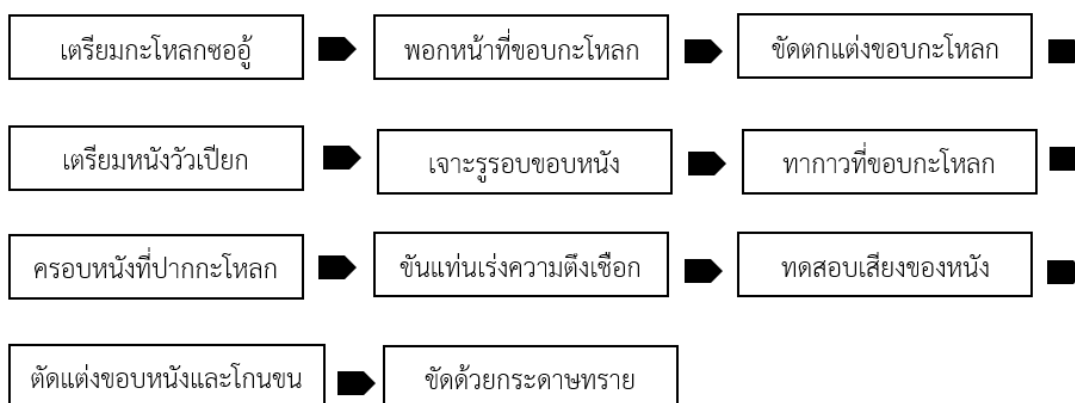 เตรียมกะโหลกซออู้
พอกหน้าที่ขอบกะโหลก
ขัดตกแต่งขอบกะโหลก
เตรียมหนังวัวเปียก
เจาะรูรอบขอบหนัง
ทากาวที่ขอบกะโหลก
ครอบหนังที่ปากกะโหลก
ขันแท่นเร่งความตึงเชือก
ทดสอบเสียงของหนัง
ตัดแต่งขอบหนังและโกนขน
ขัดด้วยกระดาษทราย